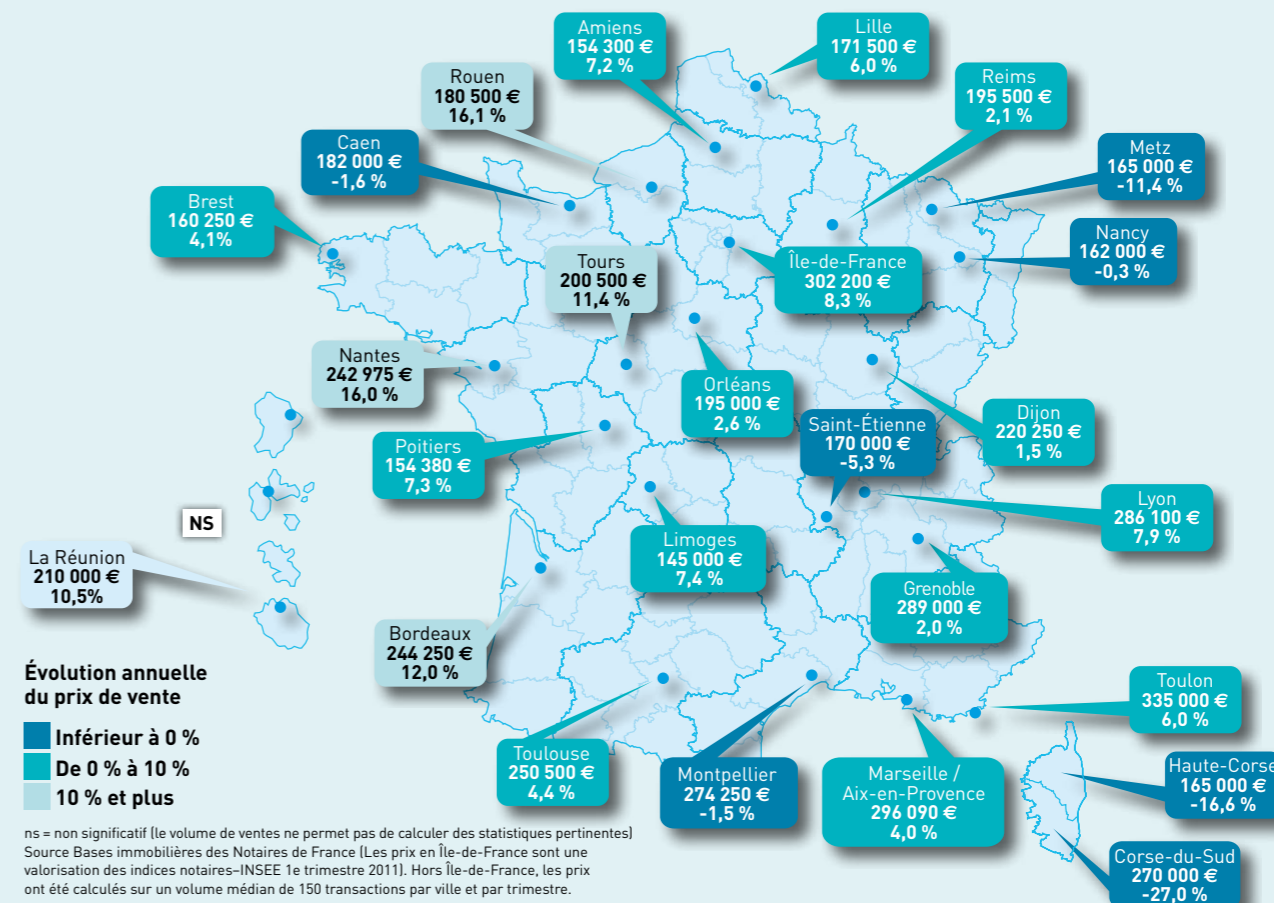 Amiens
154 300 €
7,2 %
Lille
171 500 €
6,0 %
Rouen
180 500 €
16,1 %
Reims
195 500 €
2,1 %
Caen
182 000 €
-1,6 %
Metz
165 000 €
-11,4 %
Brest
160 250 €
4,1%
Nancy
162 000 €
-0,3 %
Tours
200 500 €
11,4 %
Île-de-France
302 200 €
8,3 %
Nantes
242 975 €
16,0 %
Orléans
195 000 €
2,6 %
Dijon
220 250 €
1,5 %
Saint-Étienne
170 000 €
-5,3 %
Poitiers
154 380 €
7,3 %
Lyon
286 100 €
7,9 %
NS
Limoges
145 000 €
7,4 %
La Réunion
210 000 €
10,5%
Grenoble
289 000 €
2,0 %
Bordeaux
244 250 €
12,0 %
Toulon
335 000 €
6,0 %
Toulouse
250 500 €
4,4 %
Montpellier
274 250 €
-1,5 %
Marseille /
Aix-en-Provence
296 090 €
4,0 %
Haute-Corse
165 000 €
-16,6 %
Corse-du-Sud
270 000 €
-27,0 %
Évolution annuelle
du prix de vente
Inférieur à 0 %
De 0 % à 10 %
10 % et plus
ns = non significatif (le volume de ventes ne permet pas de calculer des statistiques pertinentes)
Source Bases immobilières des Notaires de France (Les prix en Île-de-France sont une
valorisation des indices notaires–INSEE 1e trimestre 2011). Hors Île-de-France, les prix
ont été calculés sur un volume médian de 150 transactions par ville et par trimestre.